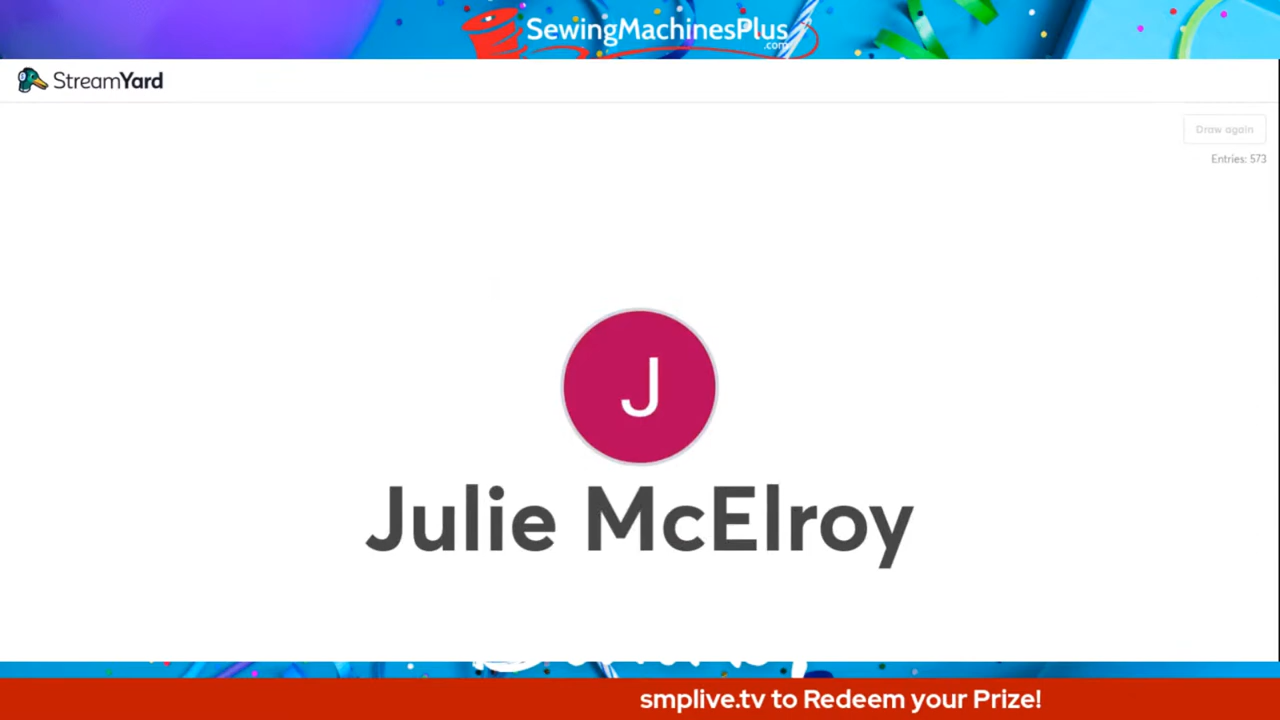 SewingMachinesPlus
.com
StreamYard
Draw again
Entries: 573
J
Julie McElroy
smplive.tv to Redeem your Prize!